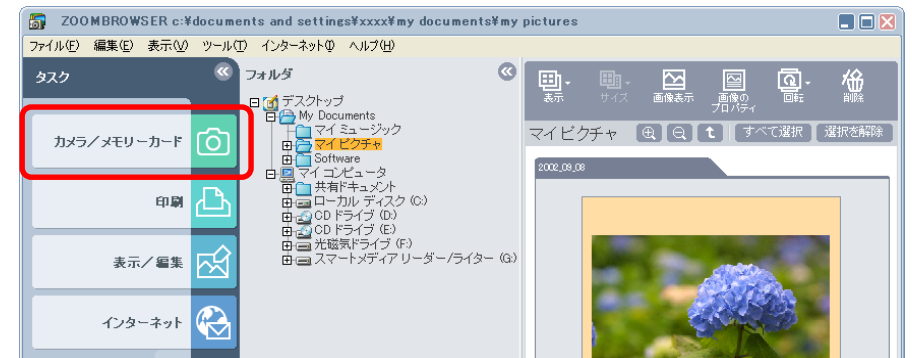 ZOOMBROWSER c:¥documents and settings¥xxxx¥my documents¥my pictures
ファイル(F) 編集(E) 表示(V) ツール(T) インターネット(I) ヘルプ(H)
タスク
カメラ/メモリーカード
印刷
表示/編集
インターネット
フォルダ
デスクトップ
My Documents
マイ ミュージック
マイ ピクチャ
Software
マイ コンピュータ
共有ドキュメント
ローカル ディスク (C:)
CD ドライブ (D:)
CD ドライブ (E:)
光磁気ドライブ (F:)
スマートメディア リーダー/ライター (G:)
表示 サイズ 画像表示 画像の プロパティ 回転 削除
マイ ピクチャ すべて選択 選択を解除
2002_09_08